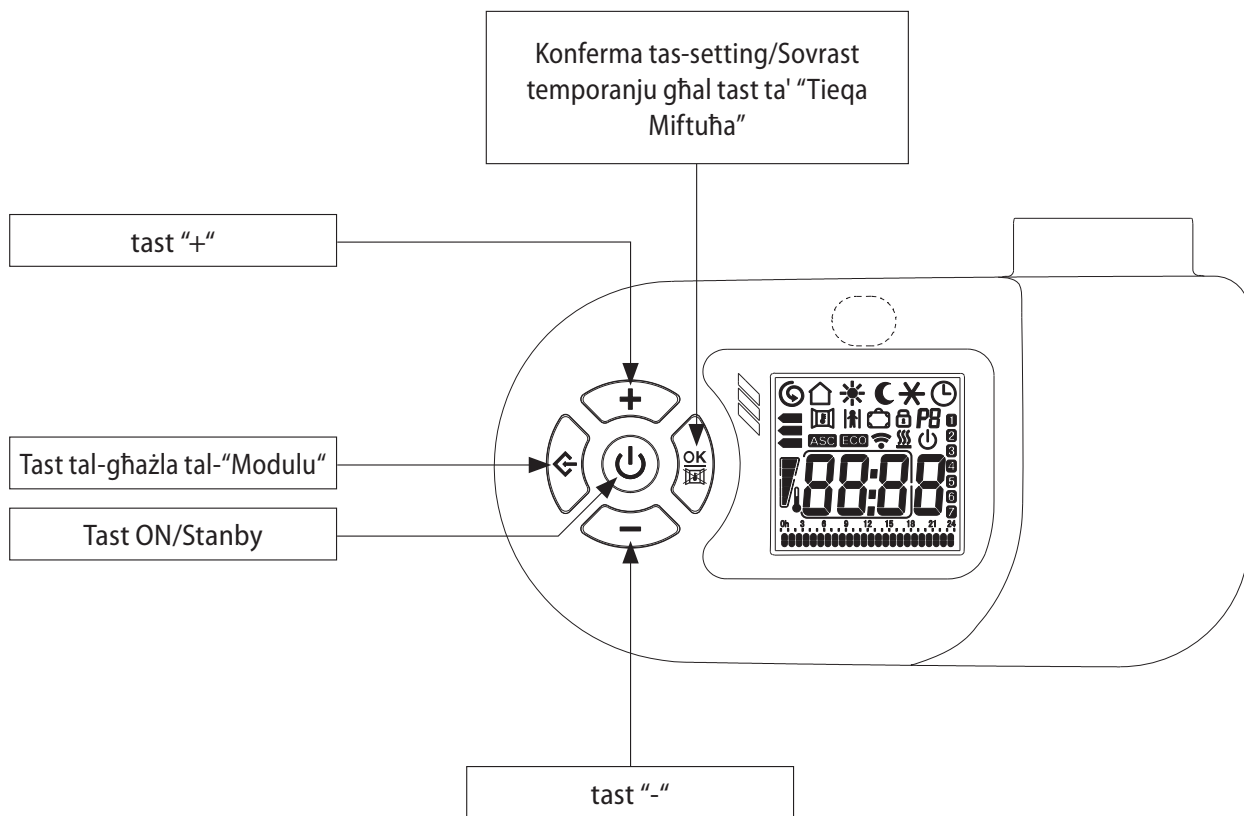 Konferma tas-setting/Sovrast
temporanju għal tast ta' “Tieqa
Miftuħa”
tast “+“
Tast tal-għażla tal-“Modulu“
Tast ON/Stanby
tast “-“
OK
P8
ASC ECO
88:88
1
2
3
4
5
6
7
0h 3 6 9 12 15 18 21 24